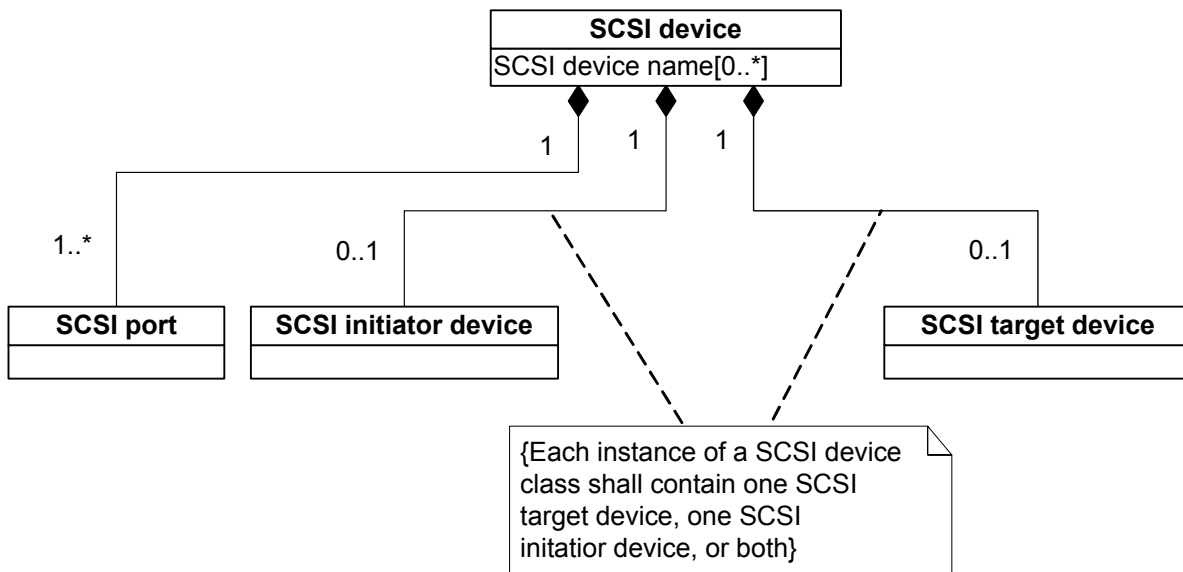 SCSI device
SCSI device name[0..*]
1
1
1
1..*
0..1
0..1
SCSI port
SCSI initiator device
SCSI target device
{Each instance of a SCSI device
class shall contain one SCSI
target device, one SCSI
initatior device, or both}